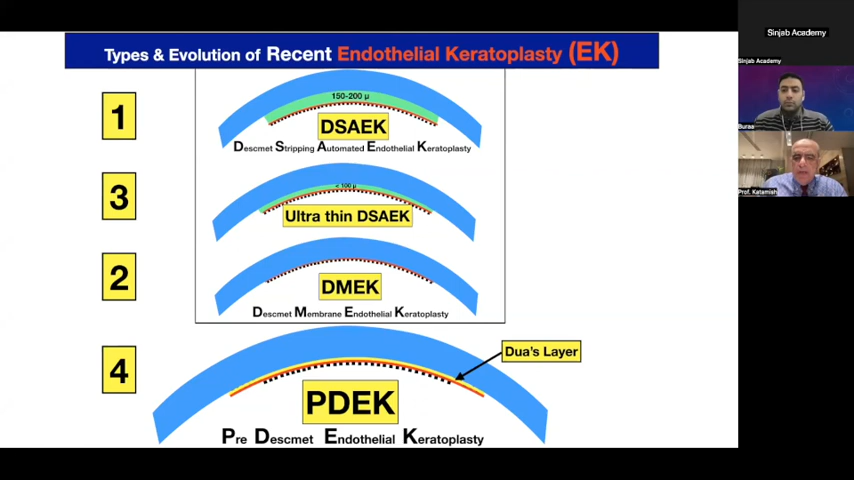 Types & Evolution of Recent Endothelial Keratoplasty (EK)
1
150-200 µ
DSAEK
Descmet Stripping Automated Endothelial Keratoplasty
3
< 100 µ
Ultra thin DSAEK
2
DMEK
Descmet Membrane Endothelial Keratoplasty
4
Dua's Layer
PDEK
Pre Descmet Endothelial Keratoplasty
Sinjab Academy
Sinjab Academy
Buraa
Prof. Katamish